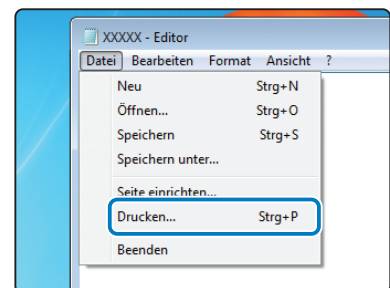 XXXXX - Editor
Datei Bearbeiten Format Ansicht ?
Neu Strg+N
Öffnen... Strg+O
Speichern Strg+S
Speichern unter...
Seite einrichten...
Drucken... Strg+P
Beenden